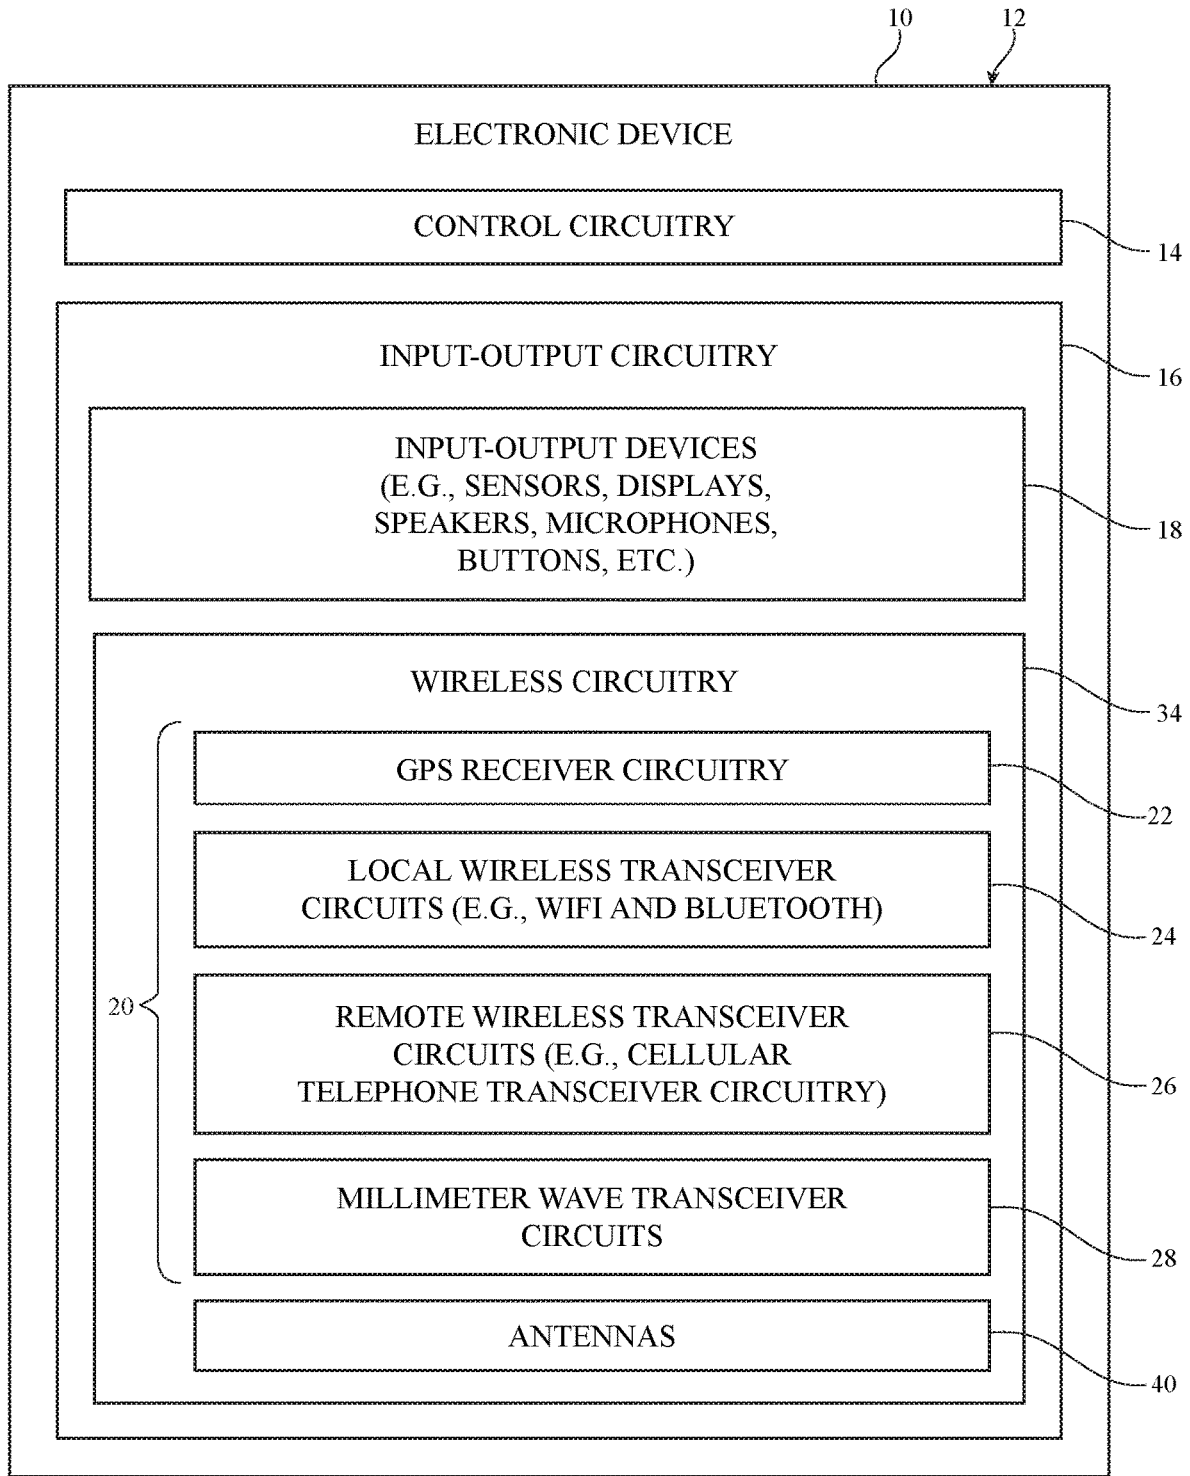 10
12
ELECTRONIC DEVICE
CONTROL CIRCUITRY
14
INPUT-OUTPUT CIRCUITRY
16
INPUT-OUTPUT DEVICES
(E.G., SENSORS, DISPLAYS,
SPEAKERS, MICROPHONES,
BUTTONS, ETC.)
18
WIRELESS CIRCUITRY
34
GPS RECEIVER CIRCUITRY
22
LOCAL WIRELESS TRANSCEIVER
CIRCUITS (E.G., WIFI AND BLUETOOTH)
24
20
REMOTE WIRELESS TRANSCEIVER
CIRCUITS (E.G., CELLULAR
TELEPHONE TRANSCEIVER CIRCUITRY)
26
MILLIMETER WAVE TRANSCEIVER
CIRCUITS
28
ANTENNAS
40